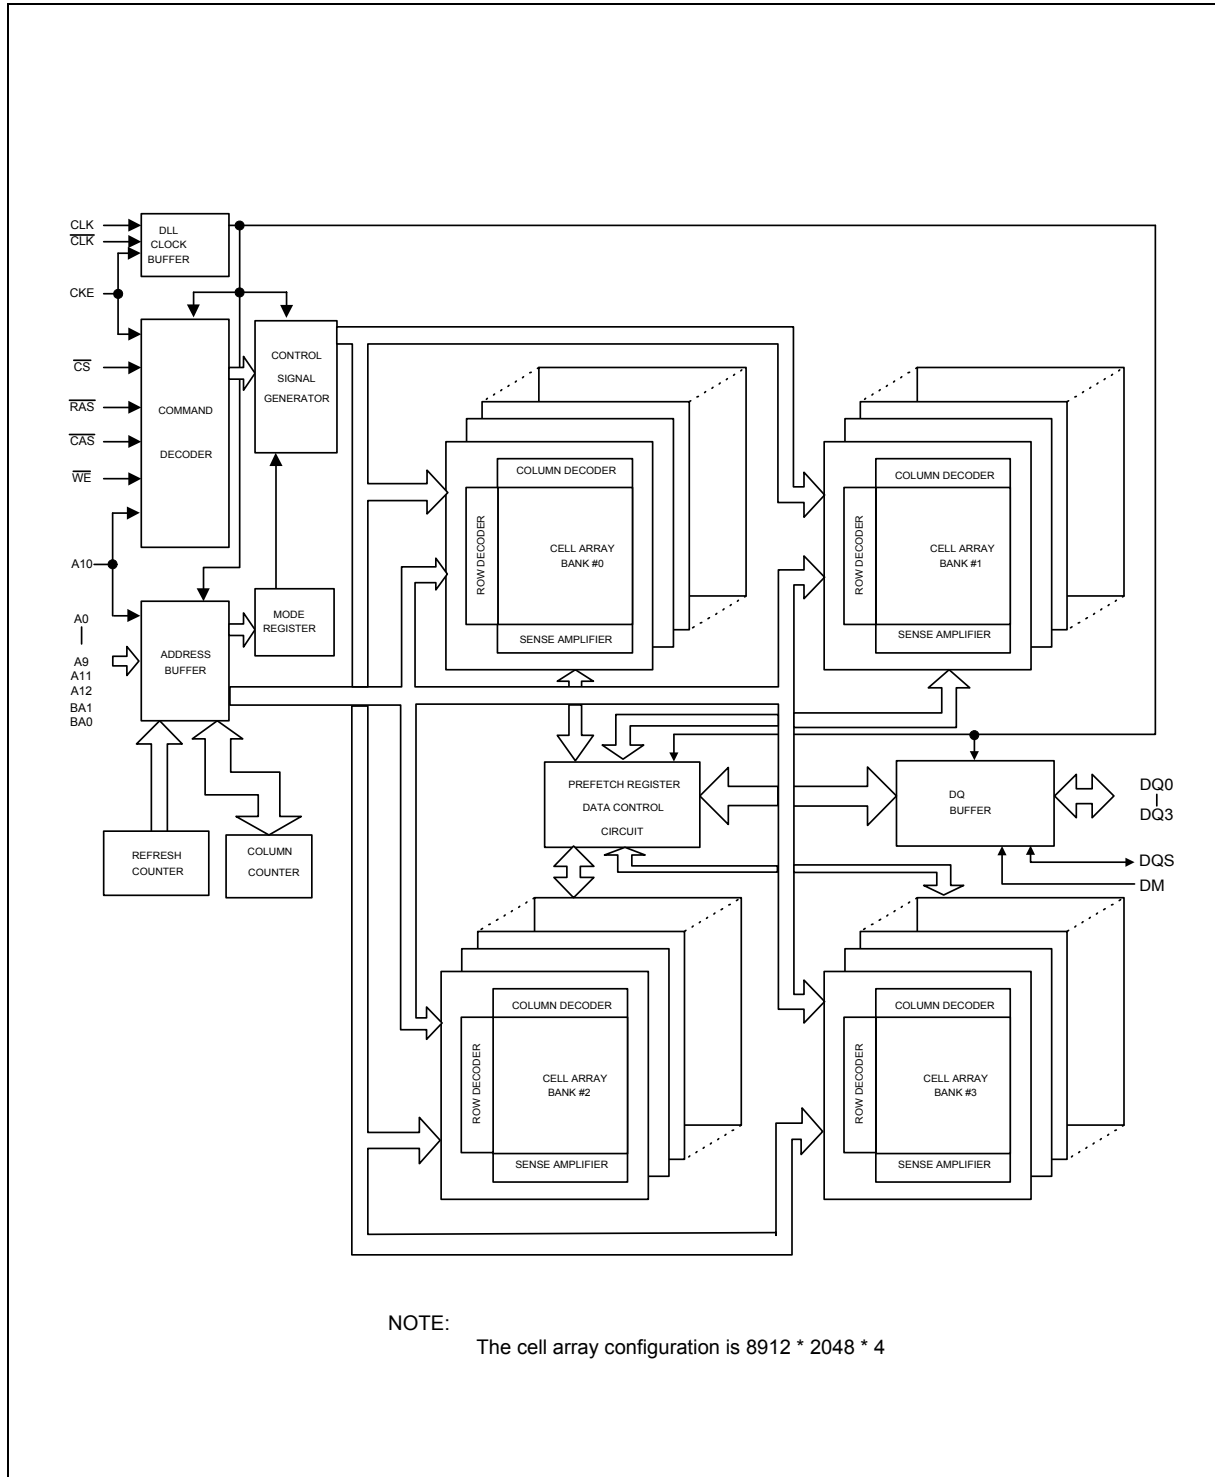 CLK
CLK
CKE
CS
RAS
CAS
WE
A10
A0
A9
A11
A12
BA1
BA0
DLL
CLOCK
BUFFER
COMMAND
DECODER
CONTROL
SIGNAL
GENERATOR
ADDRESS
BUFFER
MODE
REGISTER
REFRESH
COUNTER
COLUMN
COUNTER
COLUMN DECODER
ROW DECODER
CELL ARRAY
BANK #0
SENSE AMPLIFIER
COLUMN DECODER
ROW DECODER
CELL ARRAY
BANK #1
SENSE AMPLIFIER
PREFETCH REGISTER
DATA CONTROL
CIRCUIT
DQ
BUFFER
DQ0
DQ3
DQS
DM
COLUMN DECODER
ROW DECODER
CELL ARRAY
BANK #2
SENSE AMPLIFIER
COLUMN DECODER
ROW DECODER
CELL ARRAY
BANK #3
SENSE AMPLIFIER
NOTE:
The cell array configuration is 8912 * 2048 * 4